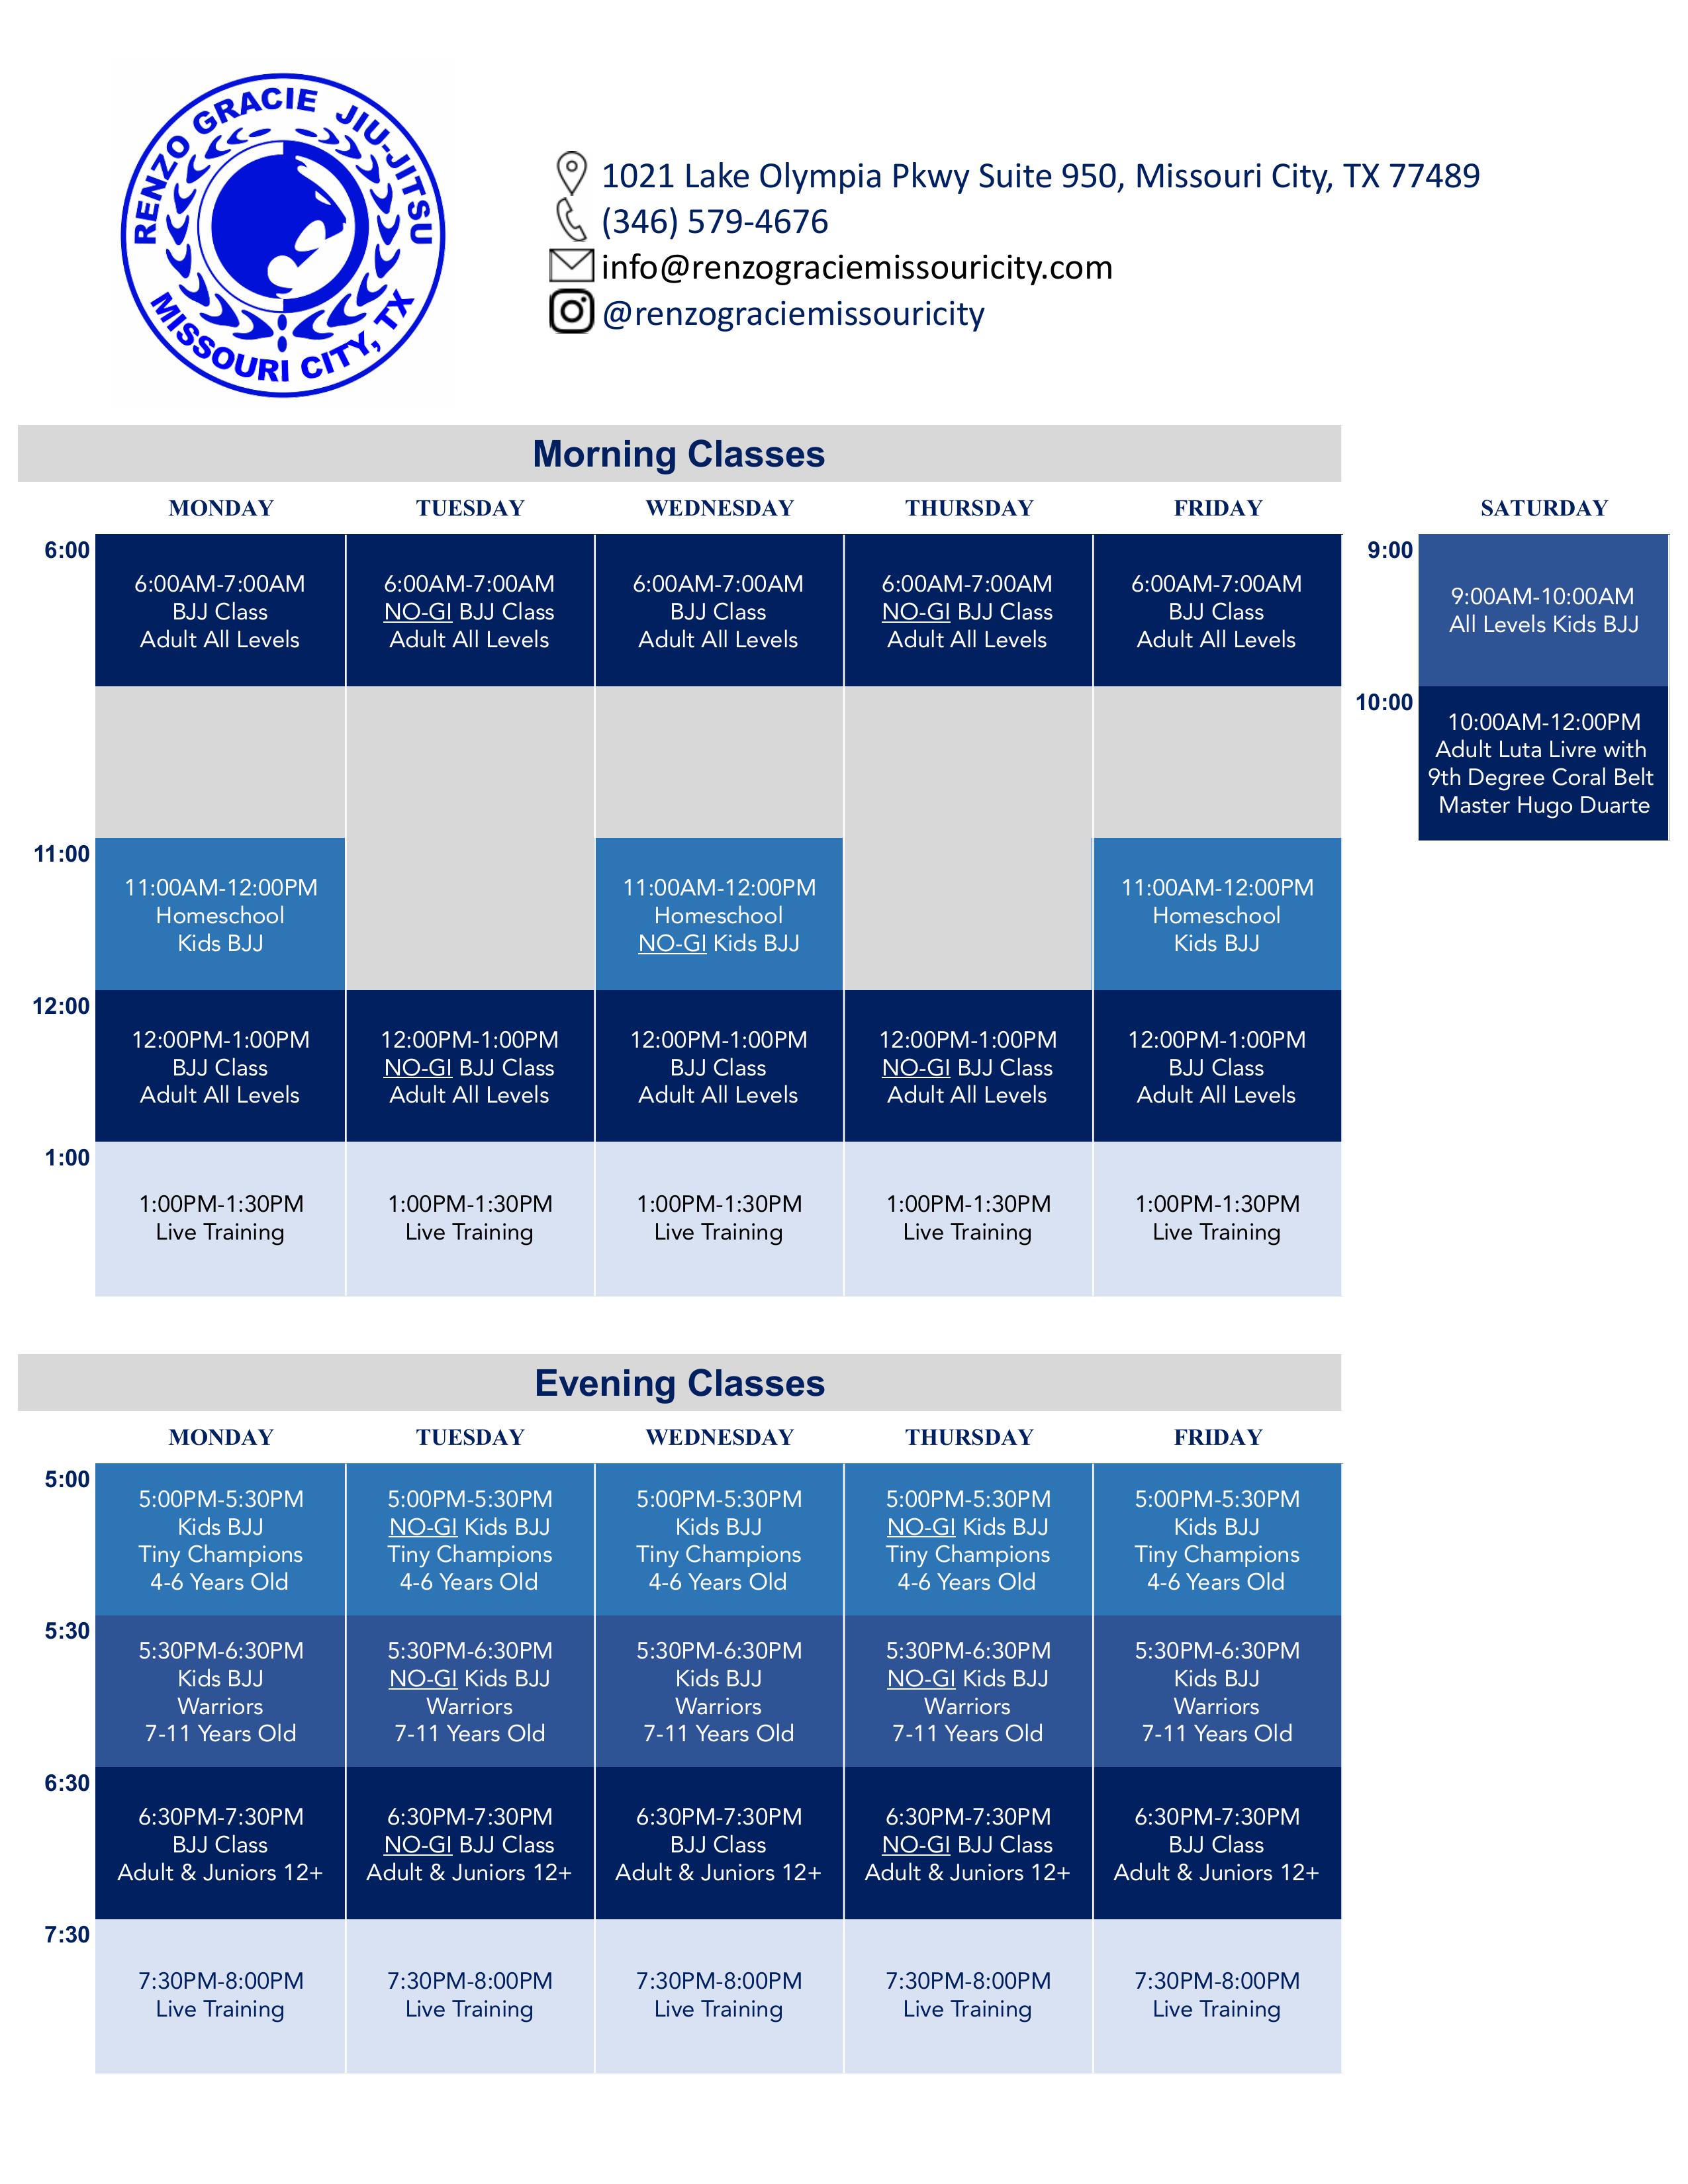 RENZO GRACIE JIU-JITSU
MISSOURI CITY, TX
1021 Lake Olympia Pkwy Suite 950, Missouri City, TX 77489
(346) 579-4676
info@renzograciemissouricity.com
@renzograciemissouricity
Morning Classes
MONDAY TUESDAY WEDNESDAY THURSDAY FRIDAY SATURDAY
6:00
6:00AM-7:00AM 6:00AM-7:00AM 6:00AM-7:00AM 6:00AM-7:00AM 6:00AM-7:00AM
BJJ Class NO-GI BJJ Class BJJ Class NO-GI BJJ Class BJJ Class
Adult All Levels Adult All Levels Adult All Levels Adult All Levels Adult All Levels
9:00
9:00AM-10:00AM
All Levels Kids BJJ
10:00
10:00AM-12:00PM
Adult Luta Livre with
9th Degree Coral Belt
Master Hugo Duarte
11:00
11:00AM-12:00PM 11:00AM-12:00PM 11:00AM-12:00PM
Homeschool Homeschool Homeschool
Kids BJJ NO-GI Kids BJJ Kids BJJ
12:00
12:00PM-1:00PM 12:00PM-1:00PM 12:00PM-1:00PM 12:00PM-1:00PM 12:00PM-1:00PM
BJJ Class NO-GI BJJ Class BJJ Class NO-GI BJJ Class BJJ Class
Adult All Levels Adult All Levels Adult All Levels Adult All Levels Adult All Levels
1:00
1:00PM-1:30PM 1:00PM-1:30PM 1:00PM-1:30PM 1:00PM-1:30PM 1:00PM-1:30PM
Live Training Live Training Live Training Live Training Live Training
Evening Classes
MONDAY TUESDAY WEDNESDAY THURSDAY FRIDAY
5:00
5:00PM-5:30PM 5:00PM-5:30PM 5:00PM-5:30PM 5:00PM-5:30PM 5:00PM-5:30PM
Kids BJJ NO-GI Kids BJJ Kids BJJ NO-GI Kids BJJ Kids BJJ
Tiny Champions Tiny Champions Tiny Champions Tiny Champions Tiny Champions
4-6 Years Old 4-6 Years Old 4-6 Years Old 4-6 Years Old 4-6 Years Old
5:30
5:30PM-6:30PM 5:30PM-6:30PM 5:30PM-6:30PM 5:30PM-6:30PM 5:30PM-6:30PM
Kids BJJ NO-GI Kids BJJ Kids BJJ NO-GI Kids BJJ Kids BJJ
Warriors Warriors Warriors Warriors Warriors
7-11 Years Old 7-11 Years Old 7-11 Years Old 7-11 Years Old 7-11 Years Old
6:30
6:30PM-7:30PM 6:30PM-7:30PM 6:30PM-7:30PM 6:30PM-7:30PM 6:30PM-7:30PM
BJJ Class NO-GI BJJ Class BJJ Class NO-GI BJJ Class BJJ Class
Adult & Juniors 12+ Adult & Juniors 12+ Adult & Juniors 12+ Adult & Juniors 12+ Adult & Juniors 12+
7:30
7:30PM-8:00PM 7:30PM-8:00PM 7:30PM-8:00PM 7:30PM-8:00PM 7:30PM-8:00PM
Live Training Live Training Live Training Live Training Live Training